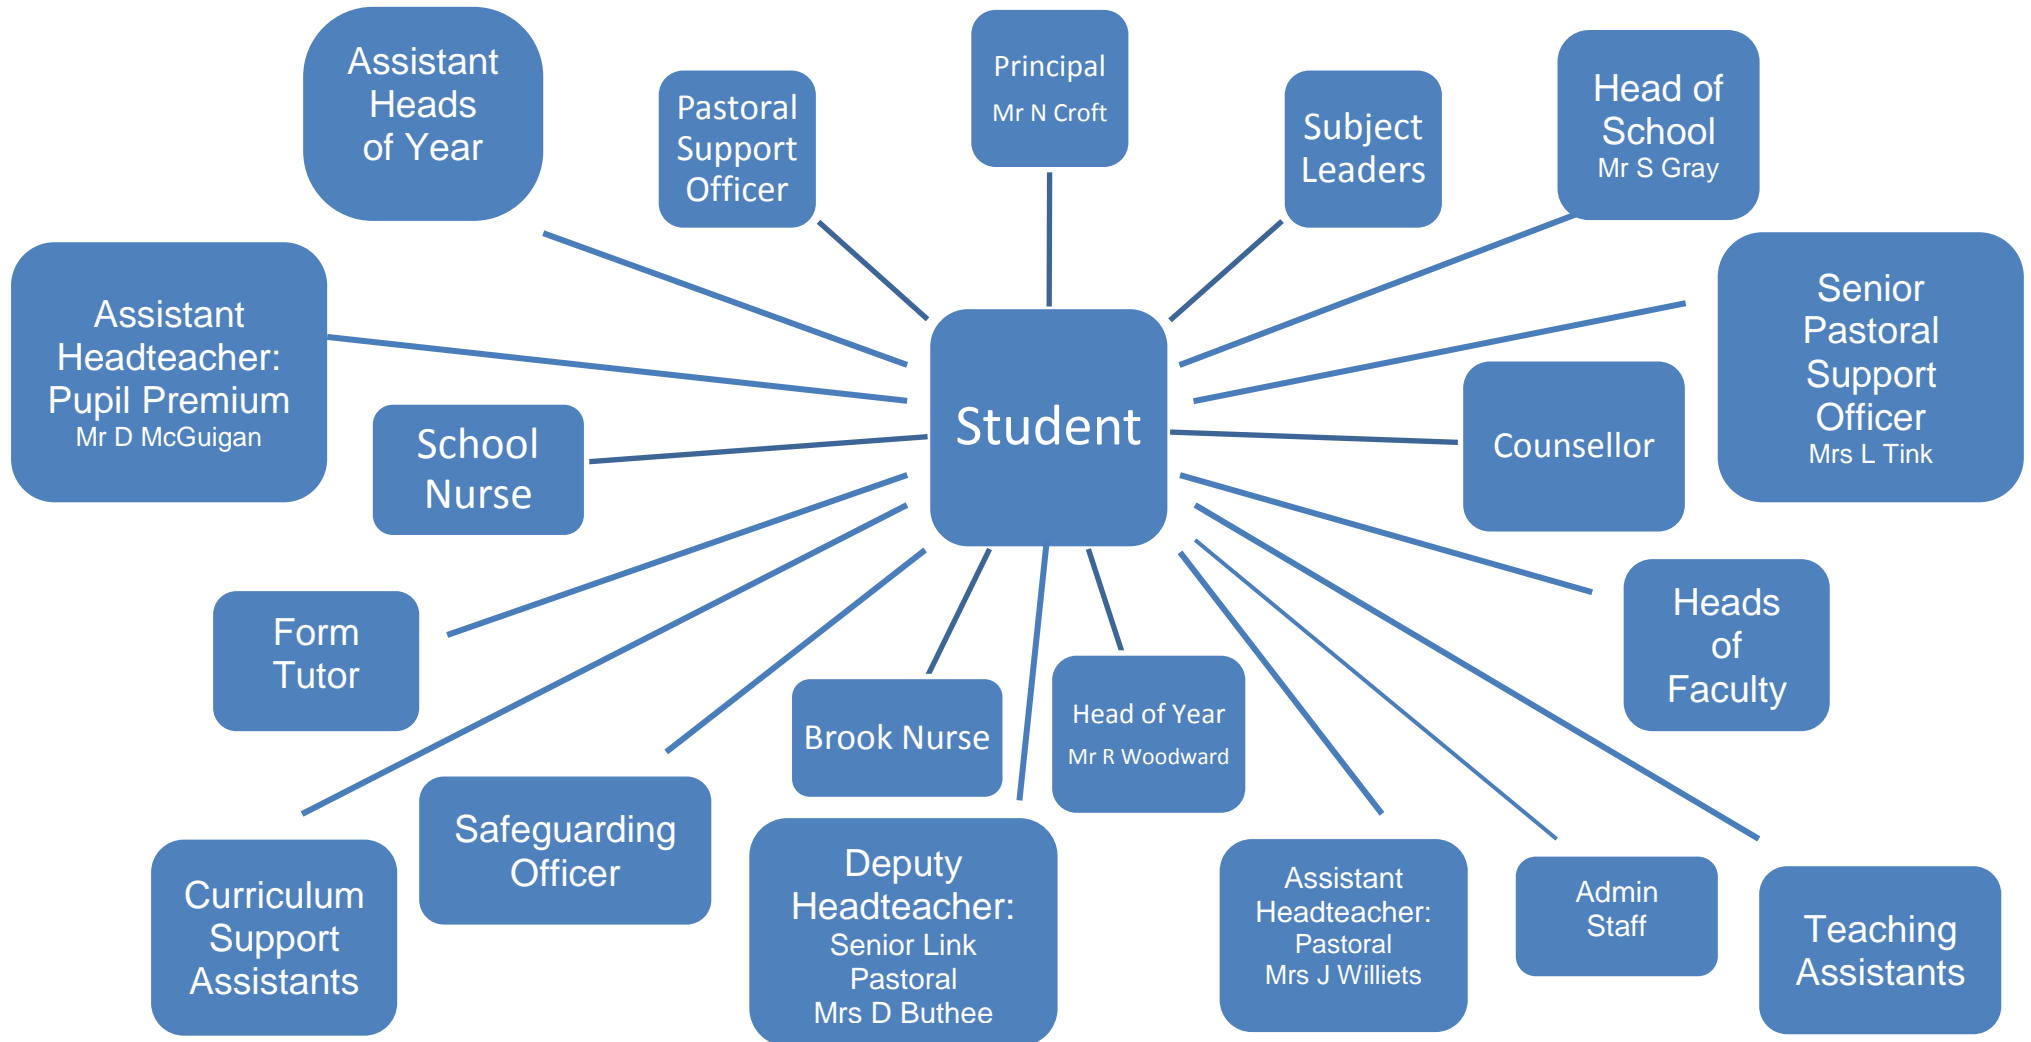 Assistant
Heads
of Year
Pastoral
Support
Officer
Principal
Mr N Croft
Subject
Leaders
Head of
School
Mr S Gray
Assistant
Headteacher:
Pupil Premium
Mr D McGuigan
Senior
Pastoral
Support
Officer
Mrs L Tink
School
Nurse
Student
Counsellor
Form
Tutor
Heads
of
Faculty
Brook Nurse
Head of Year
Mr R Woodward
Curriculum
Support
Assistants
Safeguarding
Officer
Deputy
Headteacher:
Senior Link
Pastoral
Mrs D Buthee
Assistant
Headteacher:
Pastoral
Mrs J Williets
Admin
Staff
Teaching
Assistants